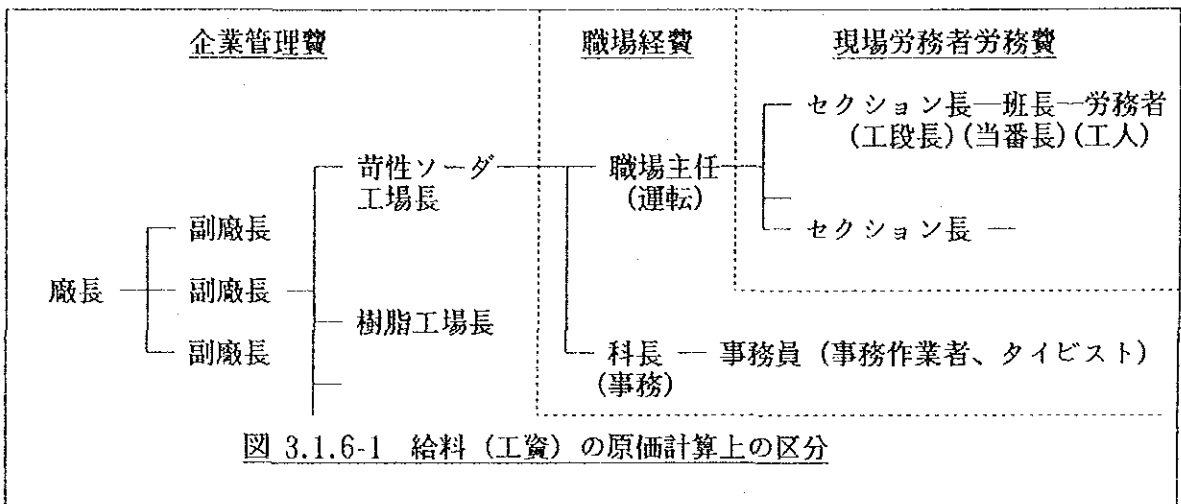 企業管理費 職場経費 現場労務者労務費
セクション長―班長―労務者
(工段長)(当番長)(工人)
苛性ソーダ 職場主任
工場長 (運転)
副廠長 セクション長 ―
廠長 副廠長
樹脂工場長
副廠長 科長 ― 事務員 (事務作業者、タイピスト)
(事務)
図 3.1.6-1 給料 (工資) の原価計算上の区分